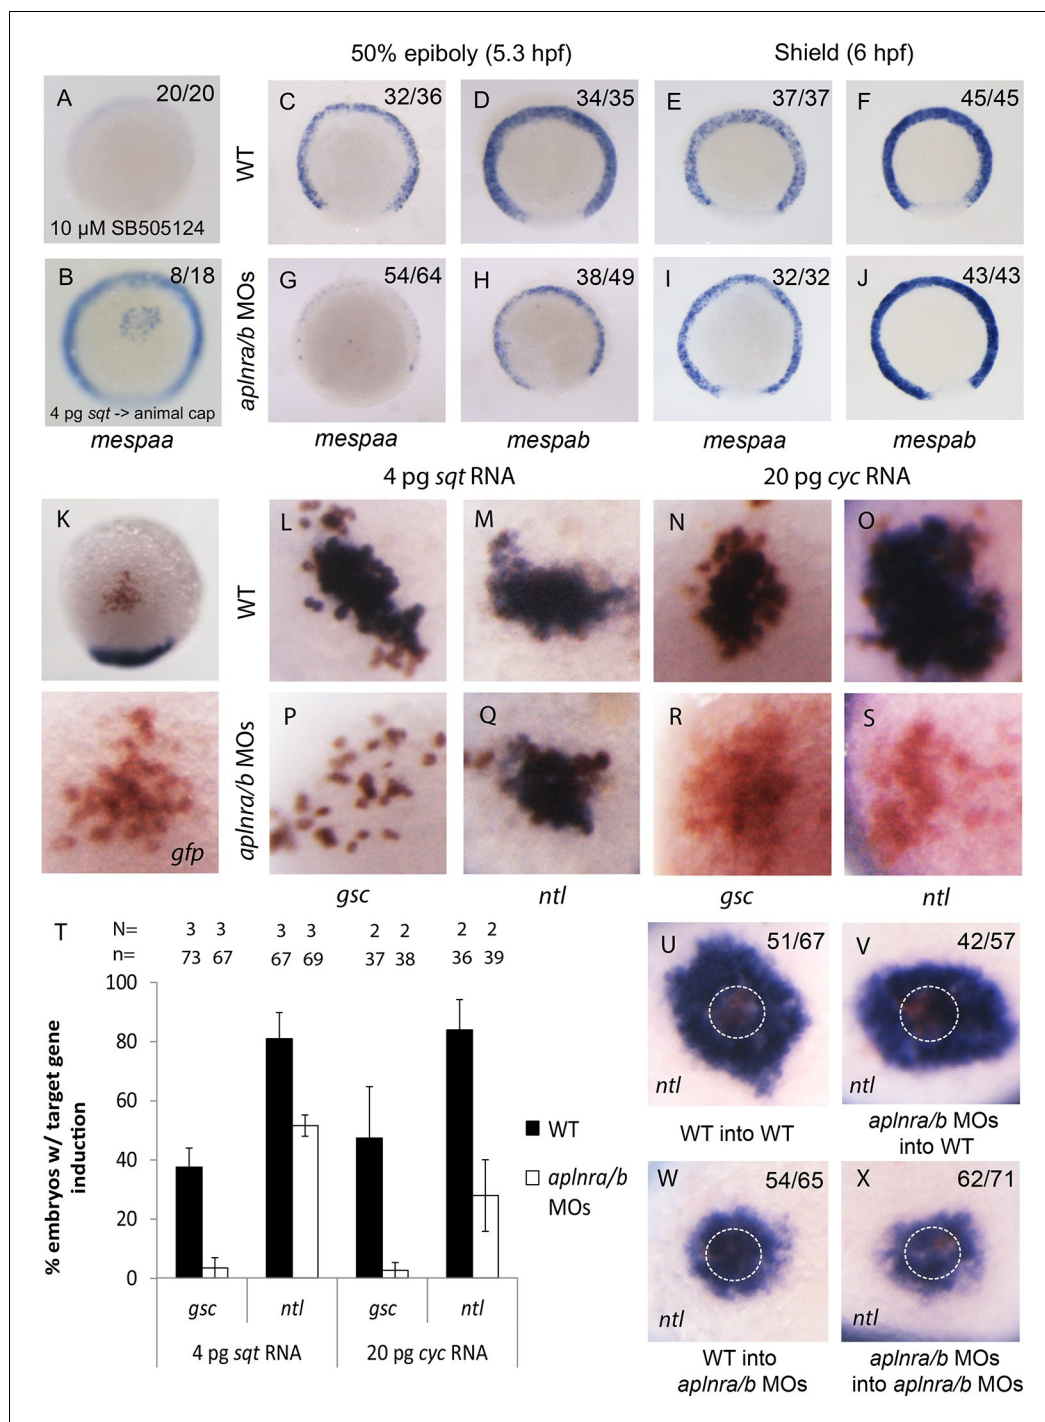 50% epiboly (5.3 hpf) Shield (6 hpf)
A 20/20 C 32/36 D 34/35 E 37/37 F 45/45
WT
10 µM SB505124
B 8/18 G 54/64 H 38/49 I 32/32 J 43/43
aplnra/b MOs
4 pg sqt -> animal cap
mespaa mespaa mespab mespaa mespab
4 pg sqt RNA 20 pg cyc RNA
K L M N O
WT
P Q R S
aplnra/b MOs
gfp
gsc ntl gsc ntl
T N= 3 3 3 3 2 2 2 2
n= 73 67 67 69 37 38 36 39
% embryos w/ target gene
induction
100
80
60
40
20
0
gsc ntl gsc ntl
4 pg sqt RNA 20 pg cyc RNA
WT
aplnra/b
MOs
U 51/67 V 42/57
ntl ntl
WT into WT aplnra/b MOs
into WT
W 54/65 X 62/71
ntl ntl
WT into aplnra/b MOs
aplnra/b MOs into aplnra/b MOs